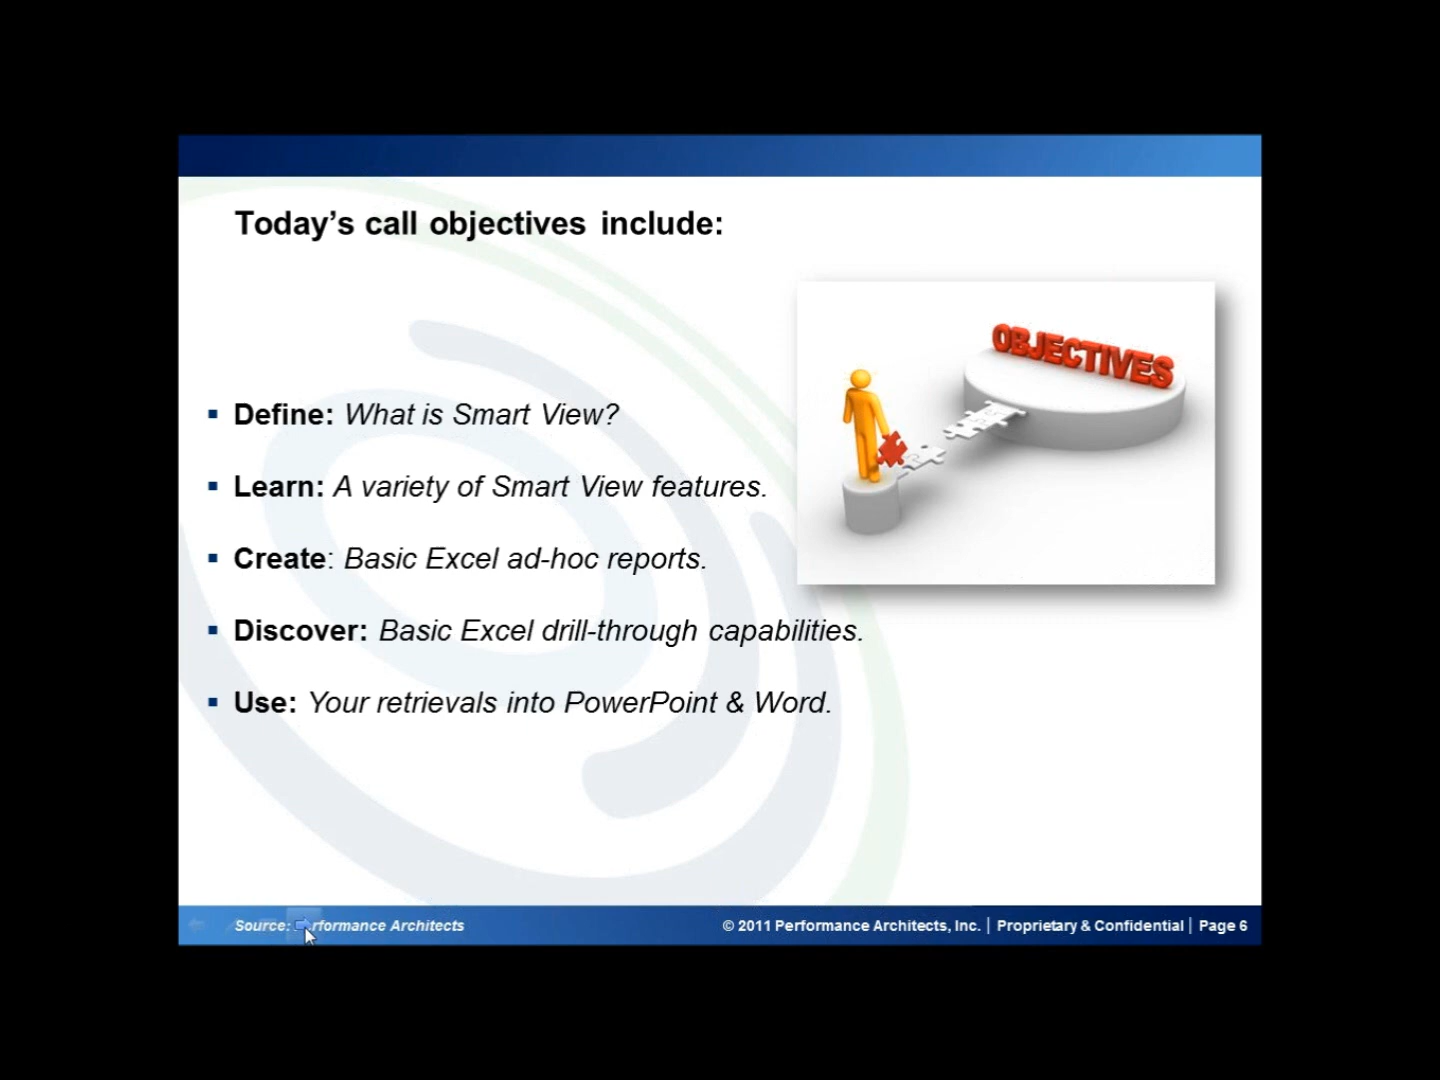 Today’s call objectives include:
OBJECTIVES
▪ Define: What is Smart View?
▪ Learn: A variety of Smart View features.
▪ Create: Basic Excel ad-hoc reports.
▪ Discover: Basic Excel drill-through capabilities.
▪ Use: Your retrievals into PowerPoint & Word.
Source: rformance Architects
© 2011 Performance Architects, Inc. | Proprietary & Confidential | Page 6